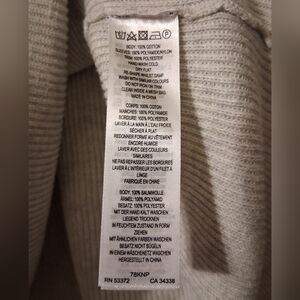 BODY: 100% COTTON
SLEEVES: 100% POLYAMIDE/NYLON
TRIM: 100% POLYESTER
HAND WASH COLD
DRY FLAT
RE-SHAPE WHILST DAMP
WASH WITH SIMILAR COLOURS
DO NOT IRON ON TRIM
CLEAN INSIDE A MESH BAG
MADE IN CHINA
CORPS: 100% COTON
MANCHES: 100% POLYAMIDE
BORDURE: 100% POLYESTER
LAVER À LA MAIN À L'EAU FROIDE
SÉCHER À PLAT
REDONNER FORME AU VÊTEMENT
ENCORE HUMIDE
LAVER AVEC DES COULEURS
SIMILAIRES
NE PAS REPASSER LES BORDURES
LAVER À L'INTÉRIEUR D'UN FILET À
LINGE
FABRIQUÉ EN CHINE
BODY: 100% BAUMWOLLE
ÄRMEL: 100% POLYAMID
BESATZ: 100% POLYESTER
MIT DER HAND KALT WASCHEN
LIEGEND TROCKNEN
IN FEUCHTEM ZUSTAND IN FORM
ZIEHEN
MIT ÄHNLICHEN FARBEN WASCHEN
BESATZ NICHT BÜGELN
IN EINEM WÄSCHENETZ WASCHEN
HERGESTELLT IN CHINA
78KNP
RN 53372 CA 34338